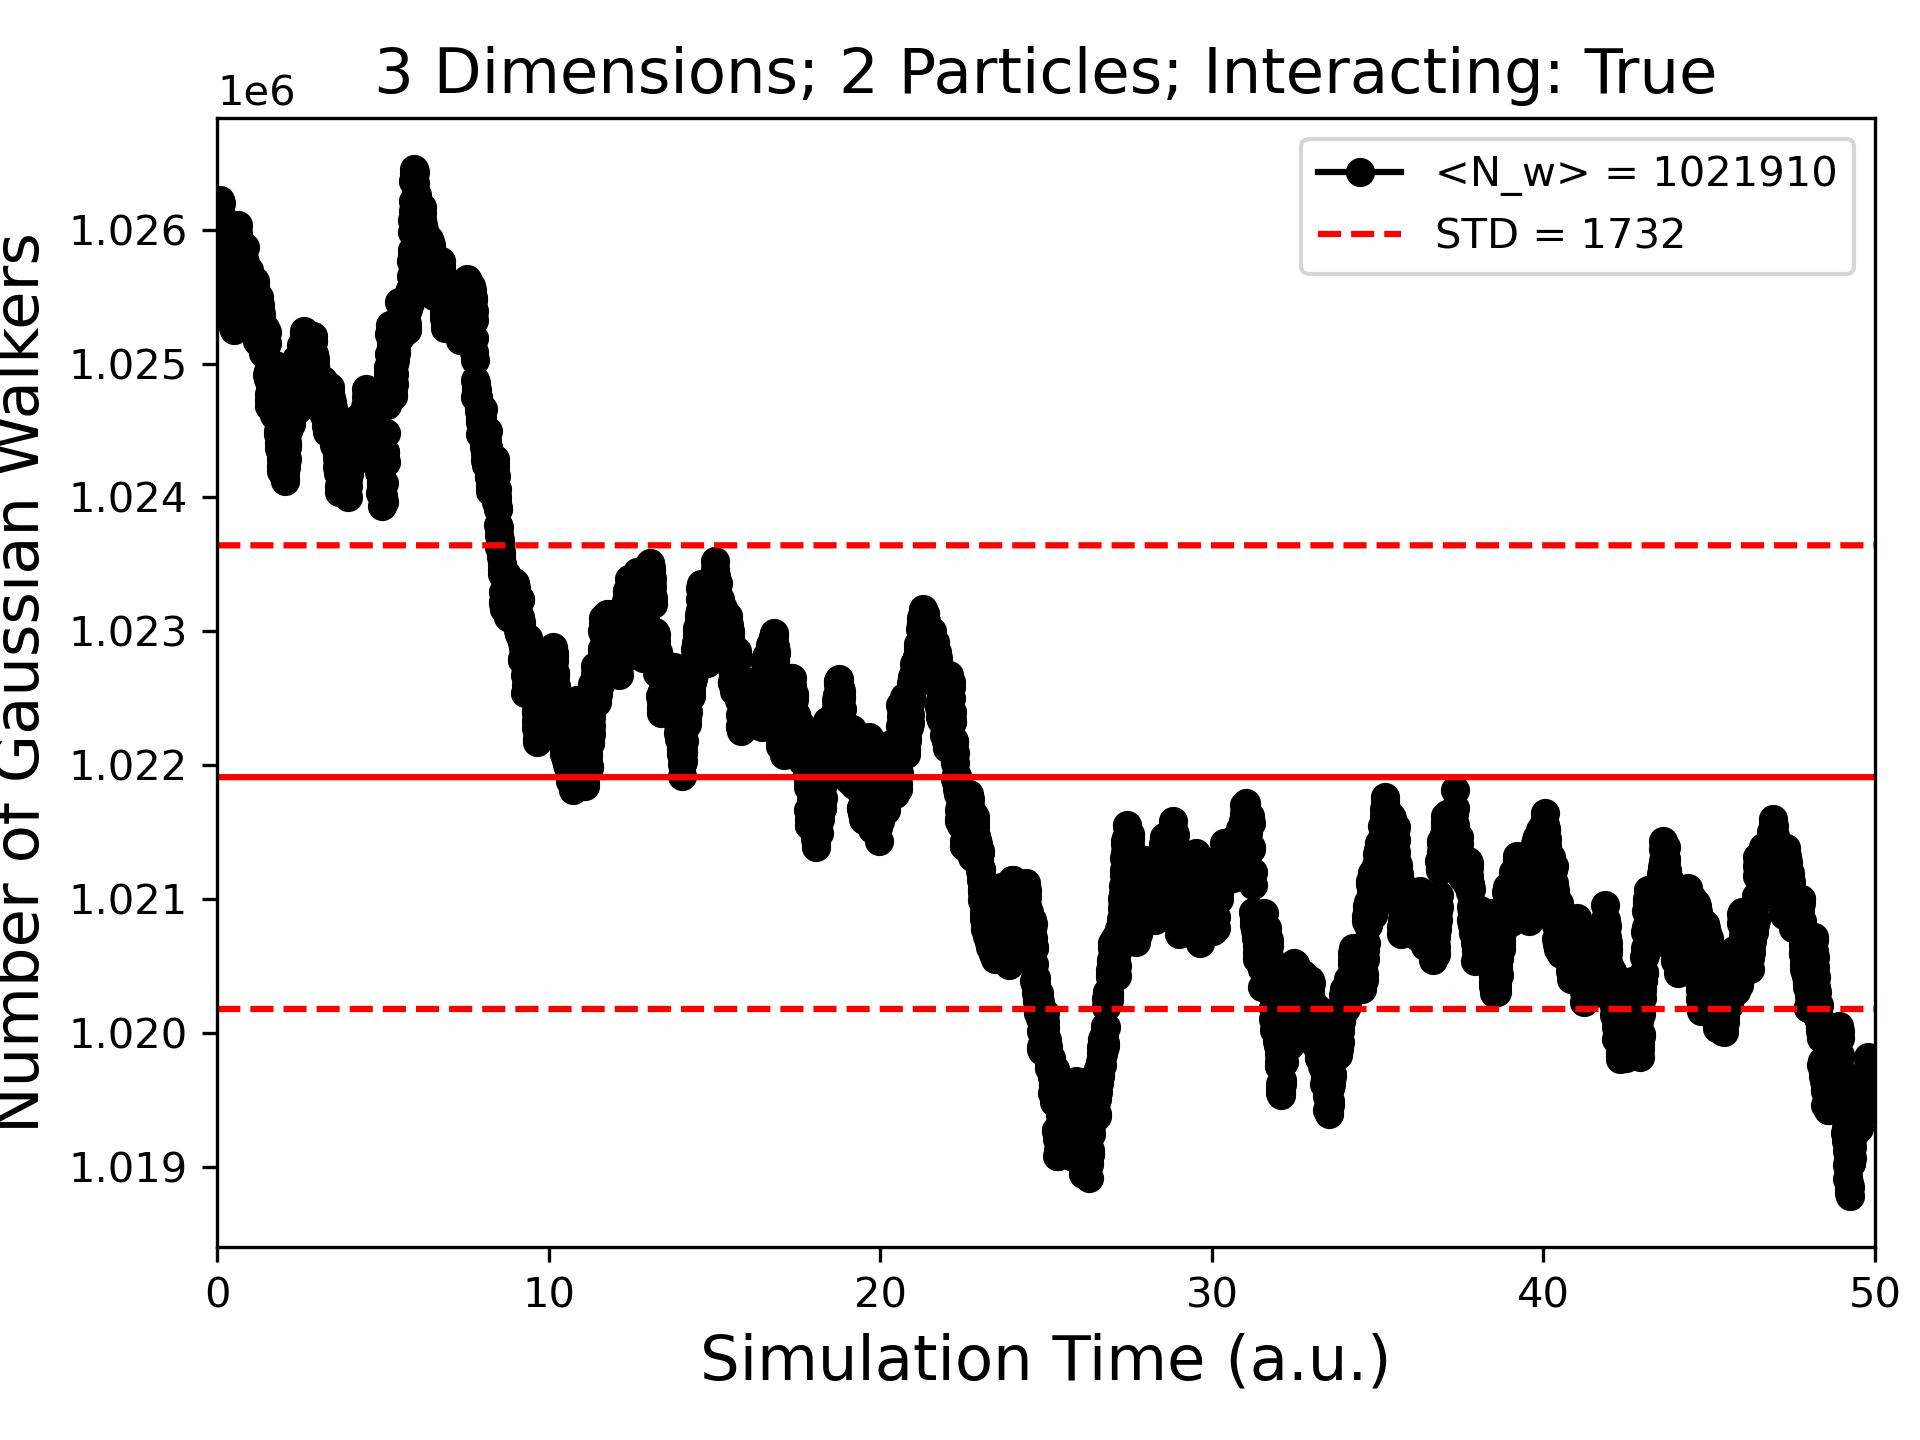 3 Dimensions; 2 Particles; Interacting: True
1e6
<N_w> = 1021910
STD = 1732
1.026
1.025
1.024
1.023
1.022
1.021
1.020
1.019
Number of Gaussian Walkers
0 10 20 30 40 50
Simulation Time (a.u.)